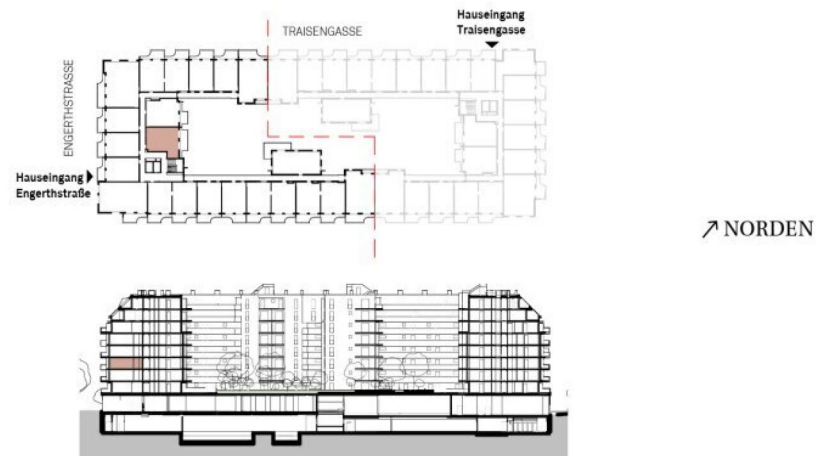 Hauseingang
Traisengasse
TRAISENGASSE
ENGERTHSTRASSE
Hauseingang
Engerthstraße
NORDEN